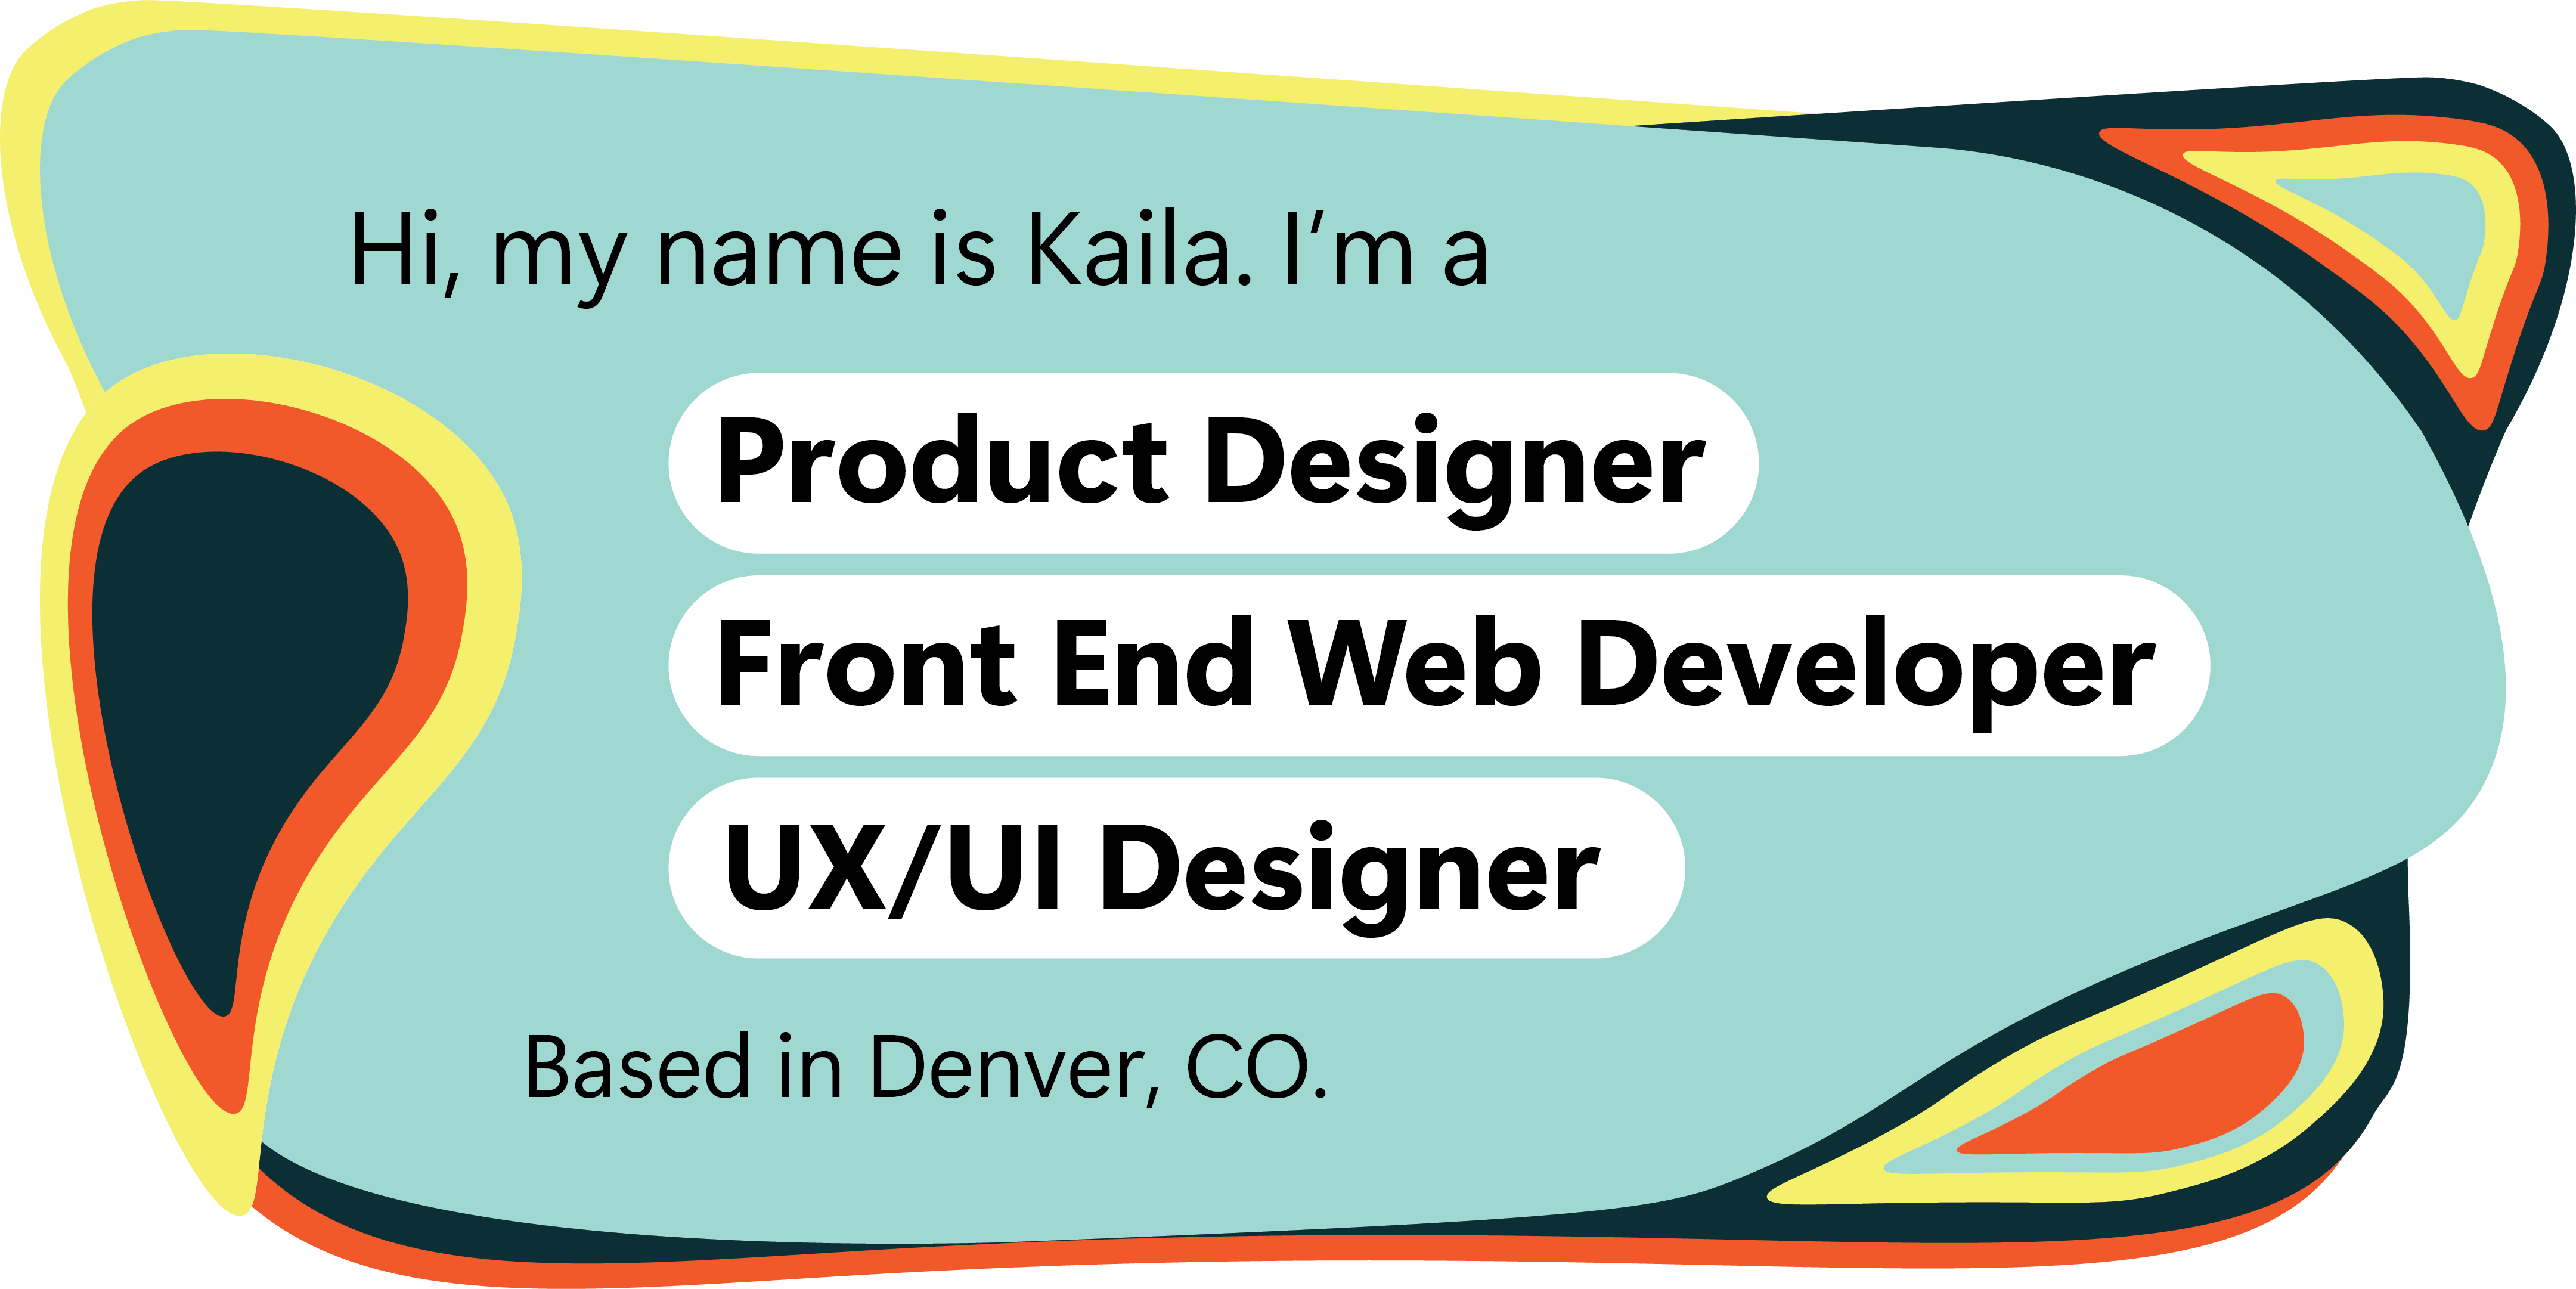 Hi, my name is Kaila. I’m a
Product Designer
Front End Web Developer
UX/UI Designer
Based in Denver, CO.